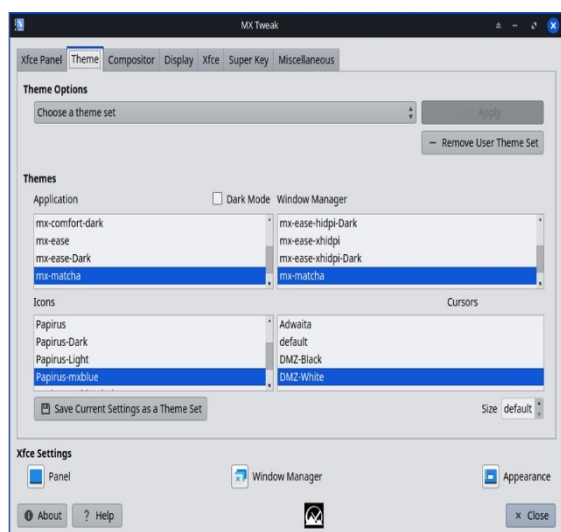 MX Tweak
Xfce Panel Theme Compositor Display Xfce Super Key Miscellaneous
Theme Options
Choose a theme set Apply
Remove User Theme Set
Themes
Application Dark Mode Window Manager
mx-comfort-dark mx-ease-hidpi-Dark
mx-ease mx-ease-xhidpi
mx-ease-Dark mx-ease-xhidpi-Dark
mx-matcha mx-matcha
Icons Cursors
Papirus Adwaita
Papirus-Dark default
Papirus-Light DMZ-Black
Papirus-mxblue DMZ-White
Save Current Settings as a Theme Set Size default
Xfce Settings
Panel Window Manager Appearance
About ? Help Close